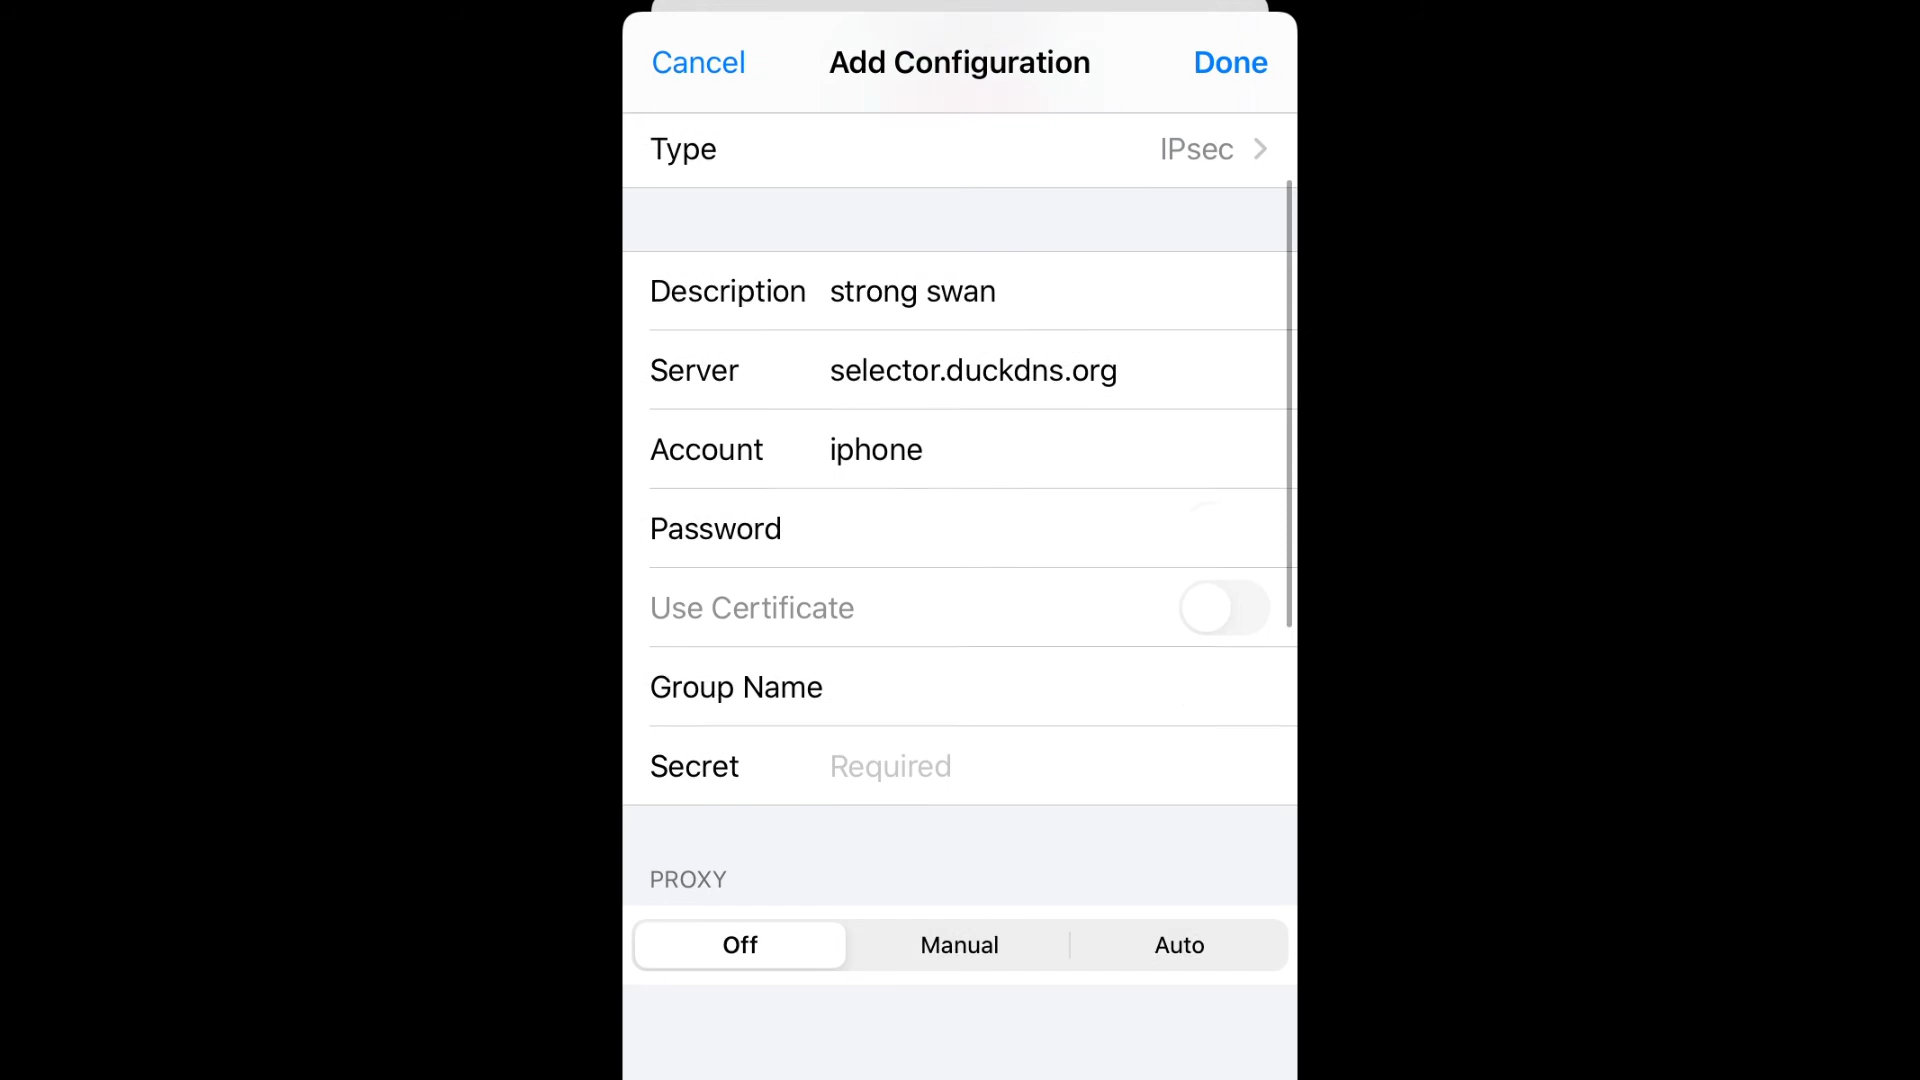 Cancel Add Configuration Done
Type IPsec
Description strong swan
Server selector.duckdns.org
Account iphone
Password
Use Certificate
Group Name
Secret Required
PROXY
Off Manual Auto